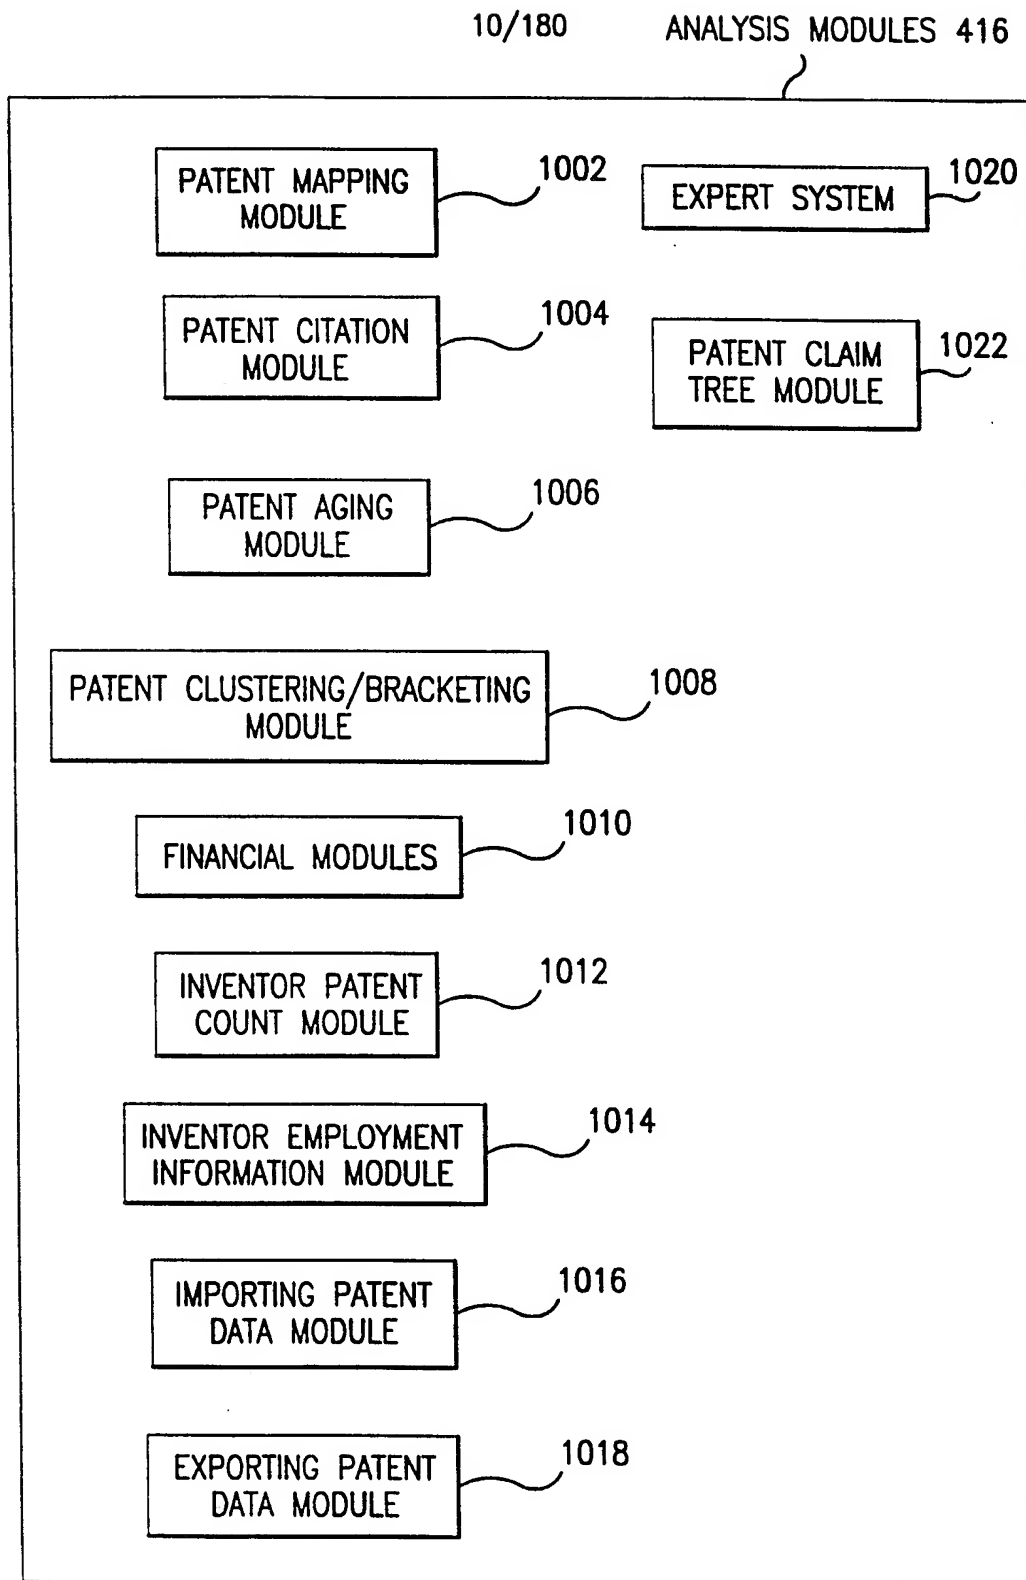 10/180
ANALYSIS MODULES 416
PATENT MAPPING
MODULE
1002
EXPERT SYSTEM
1020
PATENT CITATION
MODULE
1004
PATENT CLAIM
TREE MODULE
1022
PATENT AGING
MODULE
1006
PATENT CLUSTERING/BRACKETING
MODULE
1008
FINANCIAL MODULES
1010
INVENTOR PATENT
COUNT MODULE
1012
INVENTOR EMPLOYMENT
INFORMATION MODULE
1014
IMPORTING PATENT
DATA MODULE
1016
EXPORTING PATENT
DATA MODULE
1018